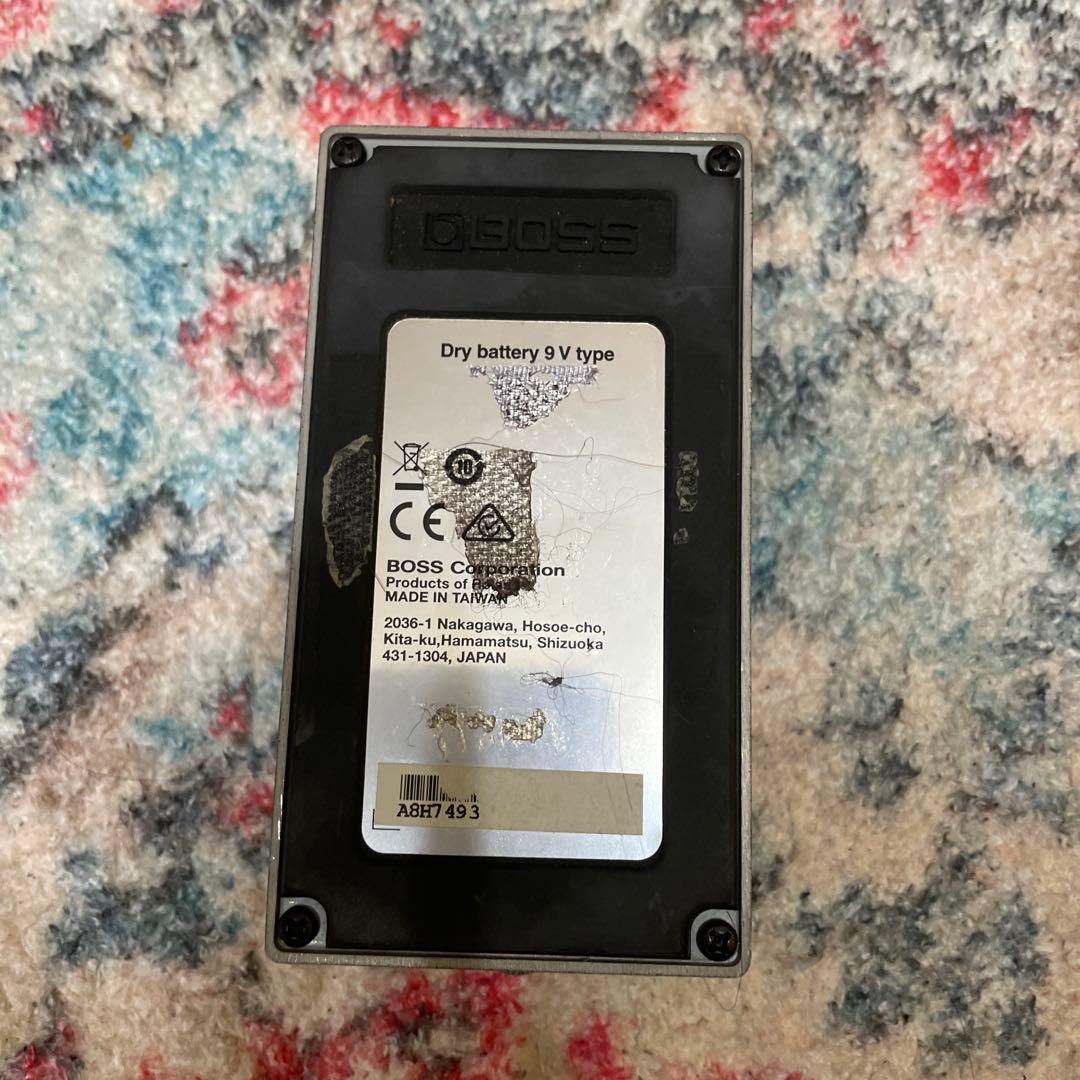 BOSS
Dry battery 9 V type
10
CE
BOSS Corporation
Products of
MADE IN TAIWAN
2036-1 Nakagawa, Hosoe-cho,
Kita-ku,Hamamatsu, Shizuoka
431-1304, JAPAN
A8H7493